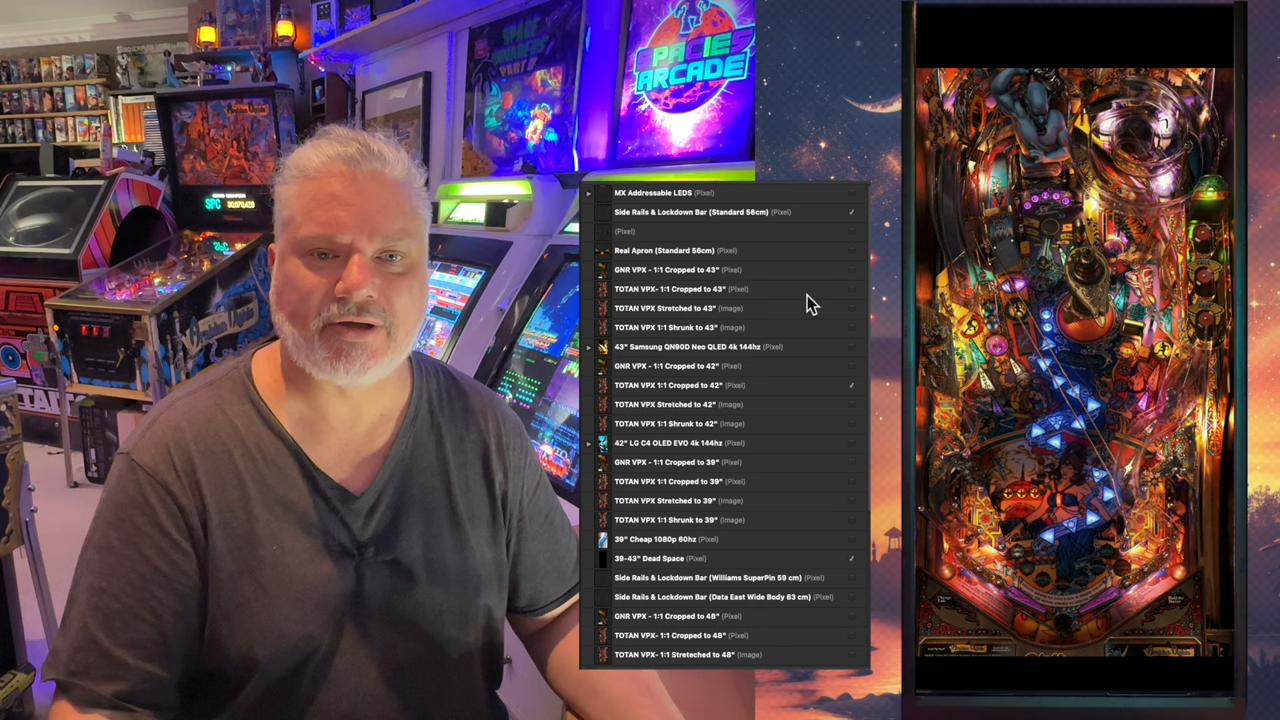 SPACE
INVADERS
PART II
SPACIES
ARCADE
SPC 30,070,420
MX Addressable LEDS (Pixel)
Side Rails & Lockdown Bar (Standard 56cm) (Pixel)
(Pixel)
Real Apron (Standard 56cm) (Pixel)
GNR VPX - 1:1 Cropped to 43" (Pixel)
TOTAN VPX- 1:1 Cropped to 43" (Pixel)
TOTAN VPX Stretched to 43" (Image)
TOTAN VPX 1:1 Shrunk to 43" (Image)
43" Samsung QN90D Neo QLED 4k 144hz (Pixel)
GNR VPX - 1:1 Cropped to 42" (Pixel)
TOTAN VPX 1:1 Cropped to 42" (Pixel)
TOTAN VPX Stretched to 42" (Image)
TOTAN VPX 1:1 Shrunk to 42" (Image)
42" LG C4 OLED EVO 4k 144hz (Pixel)
GNR VPX - 1:1 Cropped to 39" (Pixel)
TOTAN VPX 1:1 Cropped to 39" (Pixel)
TOTAN VPX Stretched to 39" (Image)
TOTAN VPX 1:1 Shrunk to 39" (Image)
39" Cheap 1080p 60hz (Pixel)
39-43" Dead Space (Pixel)
Side Rails & Lockdown Bar (Williams SuperPin 59 cm) (Pixel)
Side Rails & Lockdown Bar (Data East Wide Body 63 cm) (Pixel)
GNR VPX - 1:1 Cropped to 48" (Pixel)
TOTAN VPX- 1:1 Cropped to 48" (Pixel)
TOTAN VPX- 1:1 Streteched to 48" (Image)